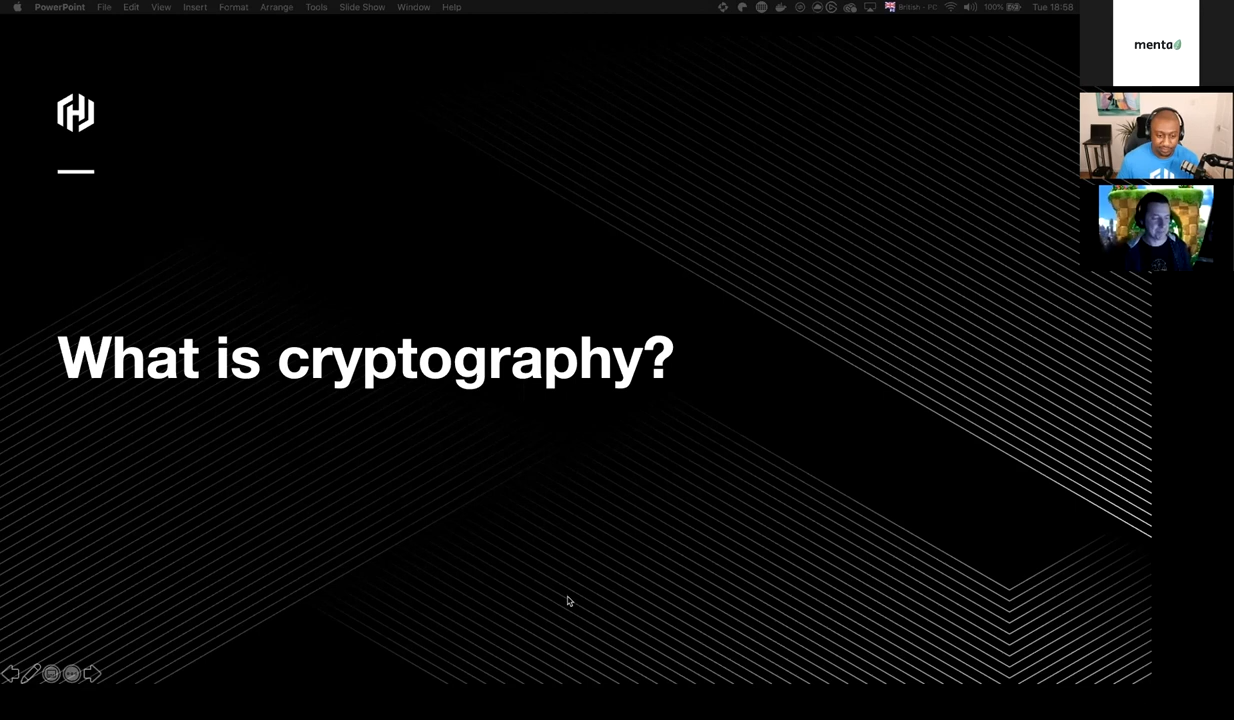 PowerPoint File Edit View Insert Format Arrange Tools Slide Show Window Help British - PC 100% Tue 18:58
menta
What is cryptography?